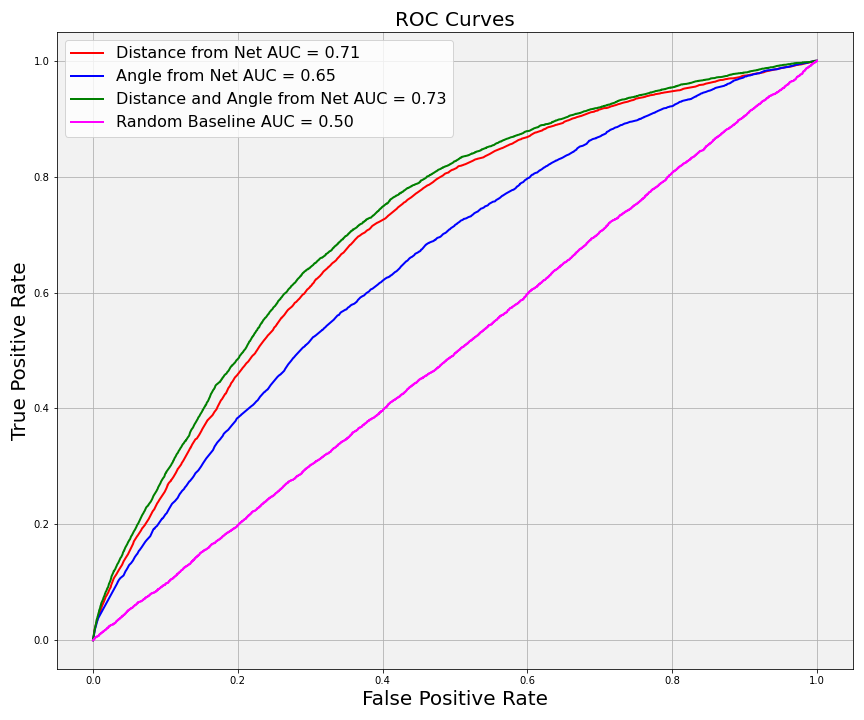 ROC Curves
Distance from Net AUC = 0.71
Angle from Net AUC = 0.65
Distance and Angle from Net AUC = 0.73
Random Baseline AUC = 0.50
True Positive Rate
1.0
0.8
0.6
0.4
0.2
0.0
0.0 0.2 0.4 0.6 0.8 1.0
False Positive Rate